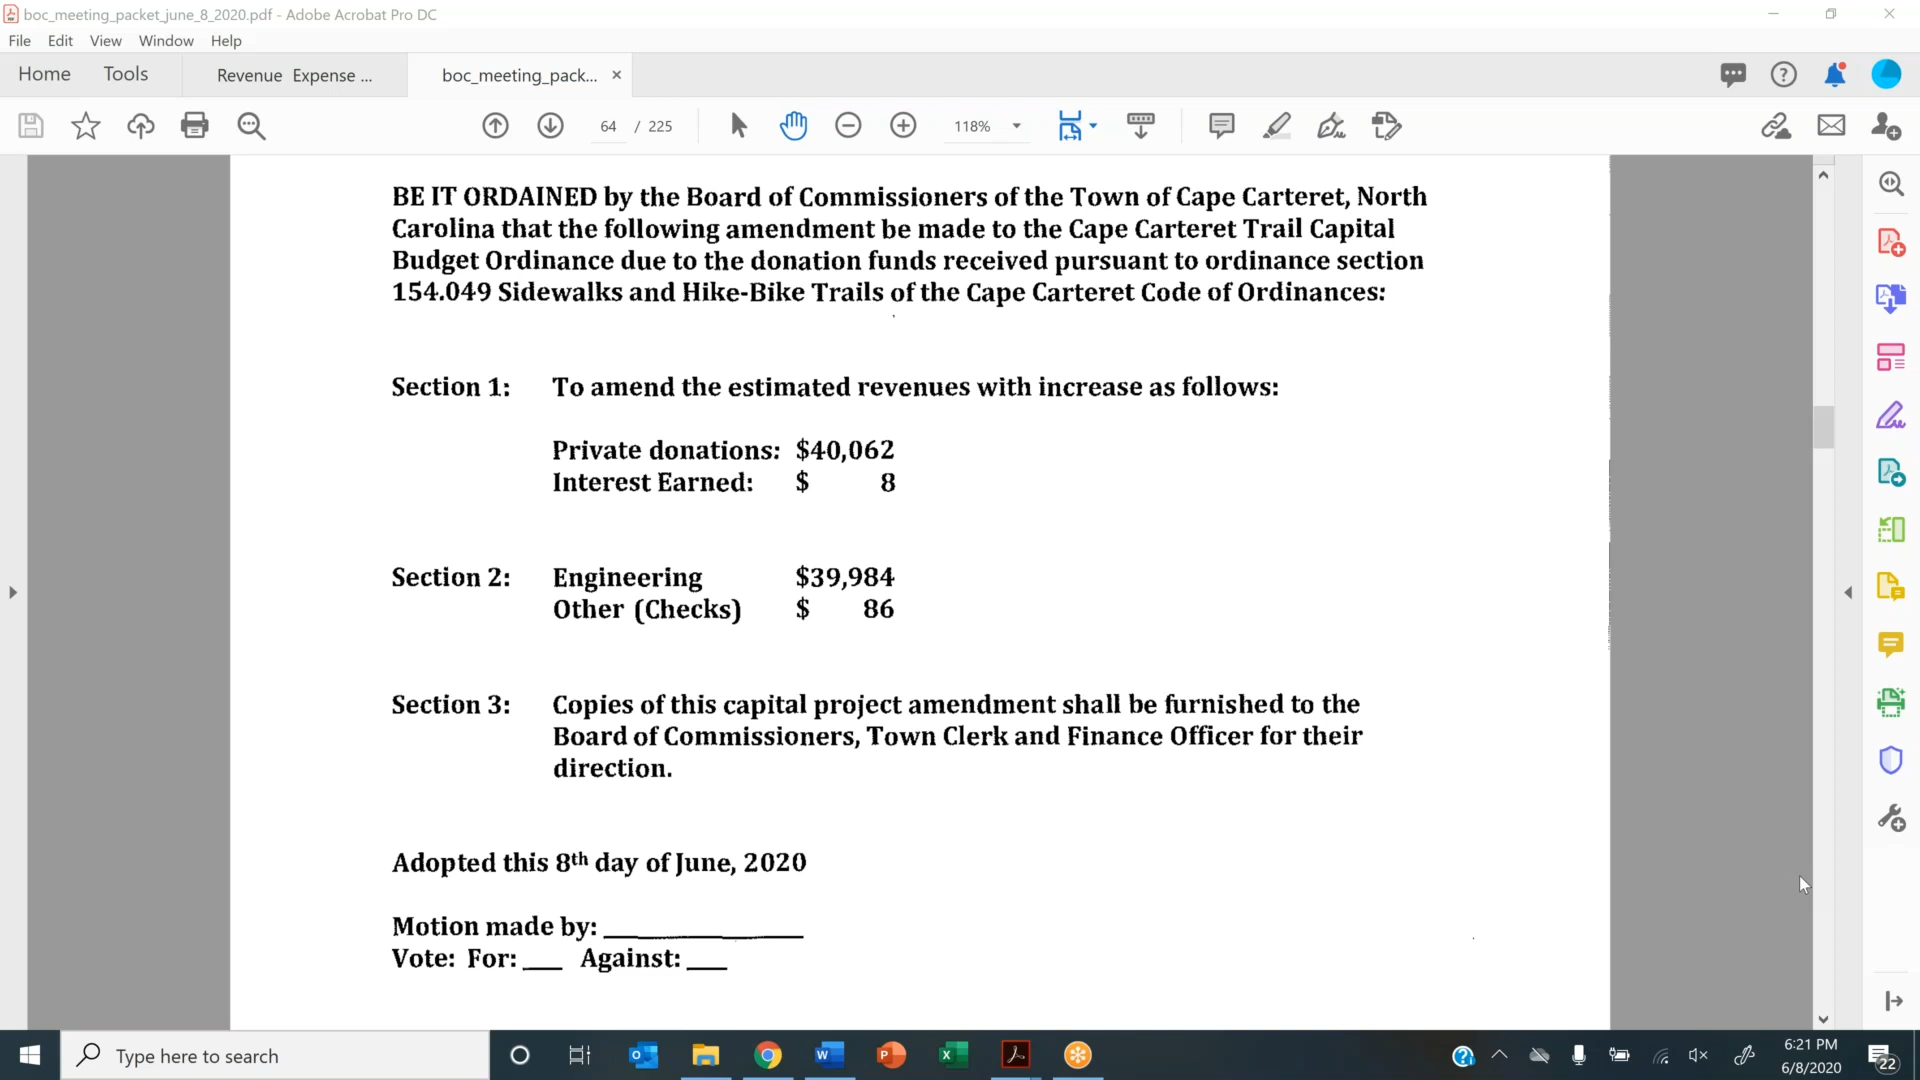 boc_meeting_packet_june_8_2020.pdf - Adobe Acrobat Pro DC
File Edit View Window Help
Home Tools Revenue Expense ... boc_meeting_pack... ×
64 / 225 118%
BE IT ORDAINED by the Board of Commissioners of the Town of Cape Carteret, North
Carolina that the following amendment be made to the Cape Carteret Trail Capital
Budget Ordinance due to the donation funds received pursuant to ordinance section
154.049 Sidewalks and Hike-Bike Trails of the Cape Carteret Code of Ordinances:
Section 1: To amend the estimated revenues with increase as follows:
Private donations: $40,062
Interest Earned: $ 8
Section 2: Engineering $39,984
Other (Checks) $ 86
Section 3: Copies of this capital project amendment shall be furnished to the
Board of Commissioners, Town Clerk and Finance Officer for their
direction.
Adopted this 8th day of June, 2020
Motion made by: ______________
Vote: For: ___ Against: ___
Type here to search
6:21 PM
6/8/2020
22